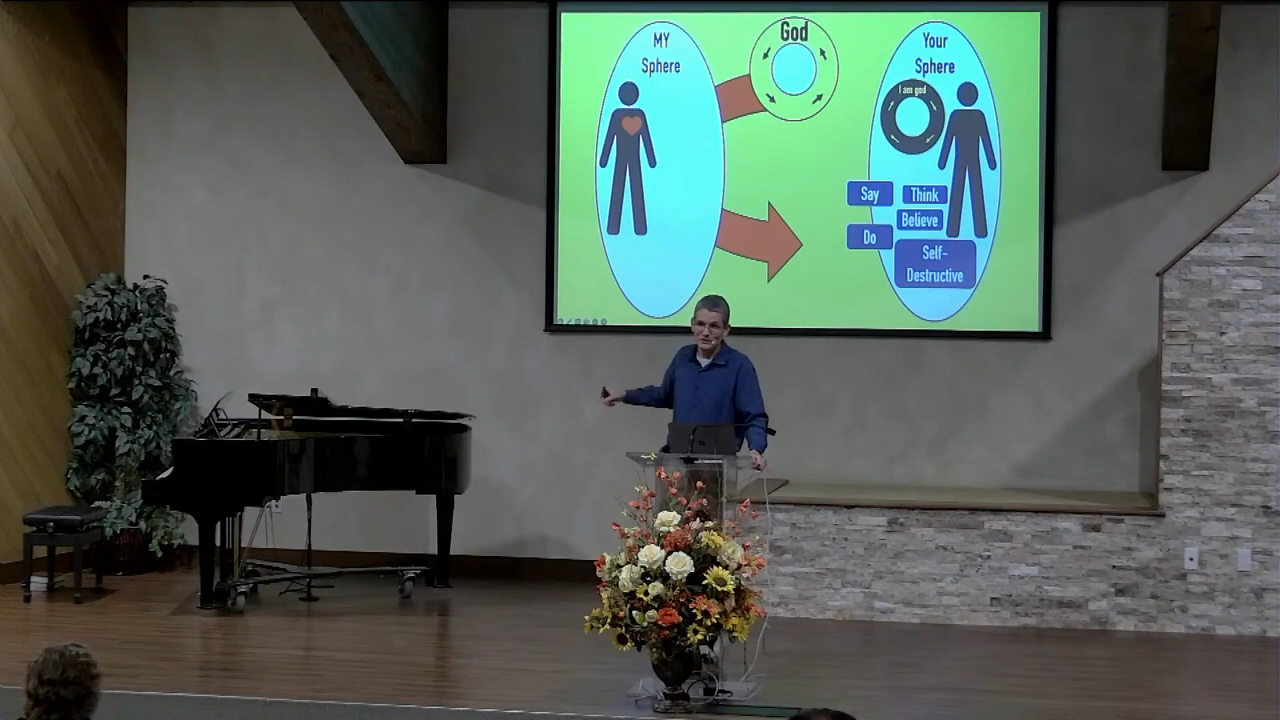 MY
Sphere
God
Your
Sphere
I am god
Say
Think
Believe
Do
Self-
Destructive